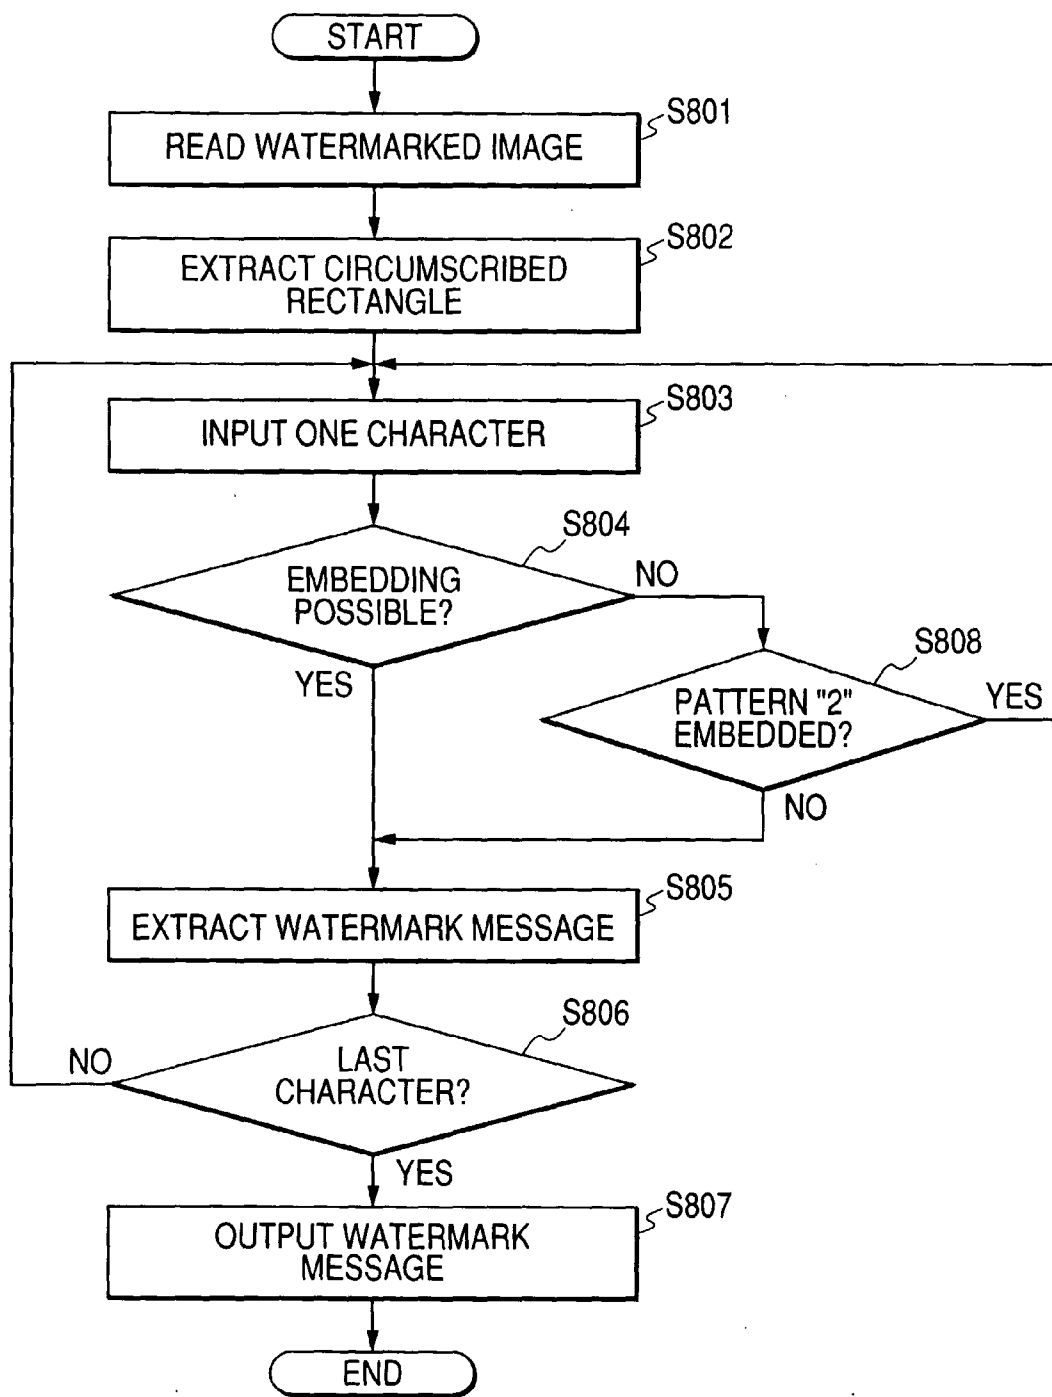 START
S801
READ WATERMARKED IMAGE
S802
EXTRACT CIRCUMSCRIBED
RECTANGLE
S803
INPUT ONE CHARACTER
S804
EMBEDDING
POSSIBLE?
NO
YES
S808
PATTERN "2"
EMBEDDED?
YES
NO
S805
EXTRACT WATERMARK MESSAGE
S806
LAST
CHARACTER?
NO
YES
S807
OUTPUT WATERMARK
MESSAGE
END